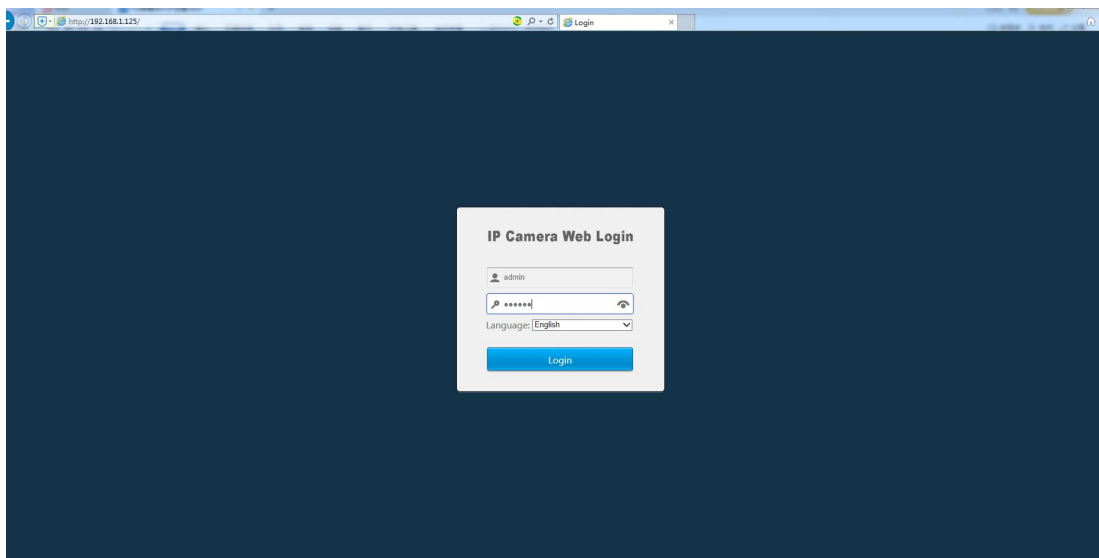 http://192.168.1.125/
Login
IP Camera Web Login
admin
••••••
Language: English
Login